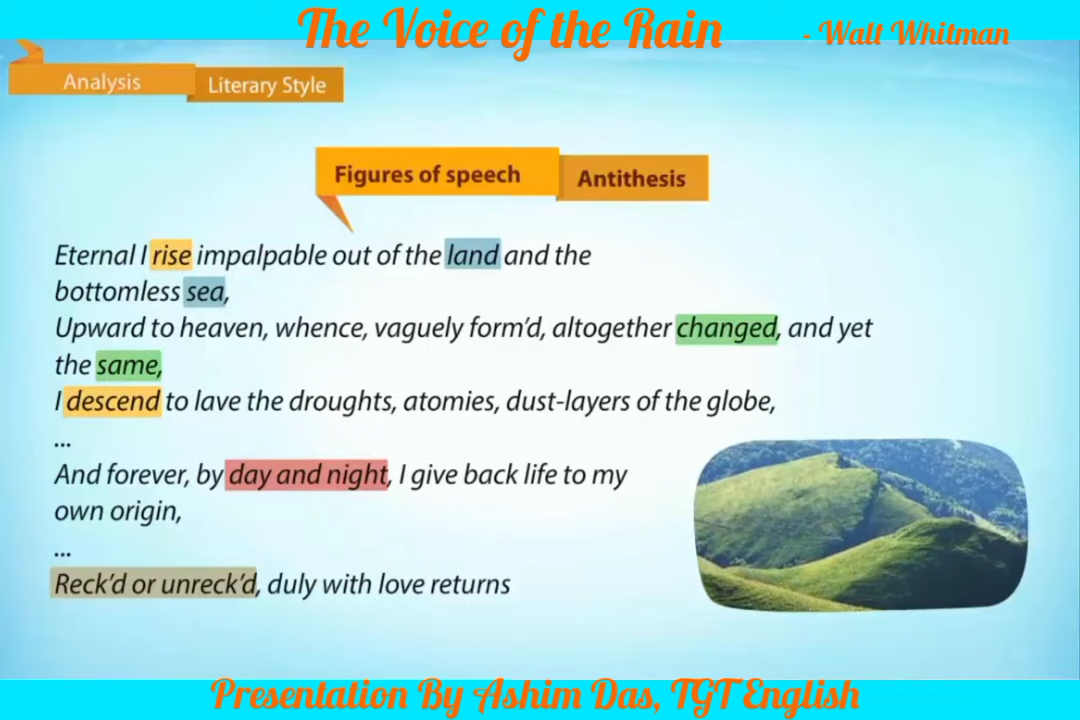 The Voice of the Rain - Walt Whitman
Analysis Literary Style
Figures of speech Antithesis
Eternal I rise impalpable out of the land and the
bottomless sea,
Upward to heaven, whence, vaguely form’d, altogether changed, and yet
the same,
I descend to lave the droughts, atomies, dust-layers of the globe,
...
And forever, by day and night, I give back life to my
own origin,
...
Reck’d or unreck’d, duly with love returns
Presentation By Ashim Das, TGT English